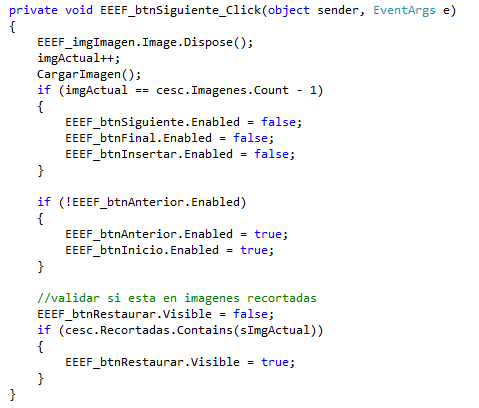 private void EEEF_btnSiguiente_Click(object sender, EventArgs e)
{
    EEEF_imgImagen.Image.Dispose();
    imgActual++;
    CargarImagen();
    if (imgActual == cesc.Imagenes.Count - 1)
    {
        EEEF_btnSiguiente.Enabled = false;
        EEEF_btnFinal.Enabled = false;
        EEEF_btnInsertar.Enabled = false;
    }

    if (!EEEF_btnAnterior.Enabled)
    {
        EEEF_btnAnterior.Enabled = true;
        EEEF_btnInicio.Enabled = true;
    }

    //validar si esta en imagenes recortadas
    EEEF_btnRestaurar.Visible = false;
    if (cesc.Recortadas.Contains(sImgActual))
    {
        EEEF_btnRestaurar.Visible = true;
    }
}